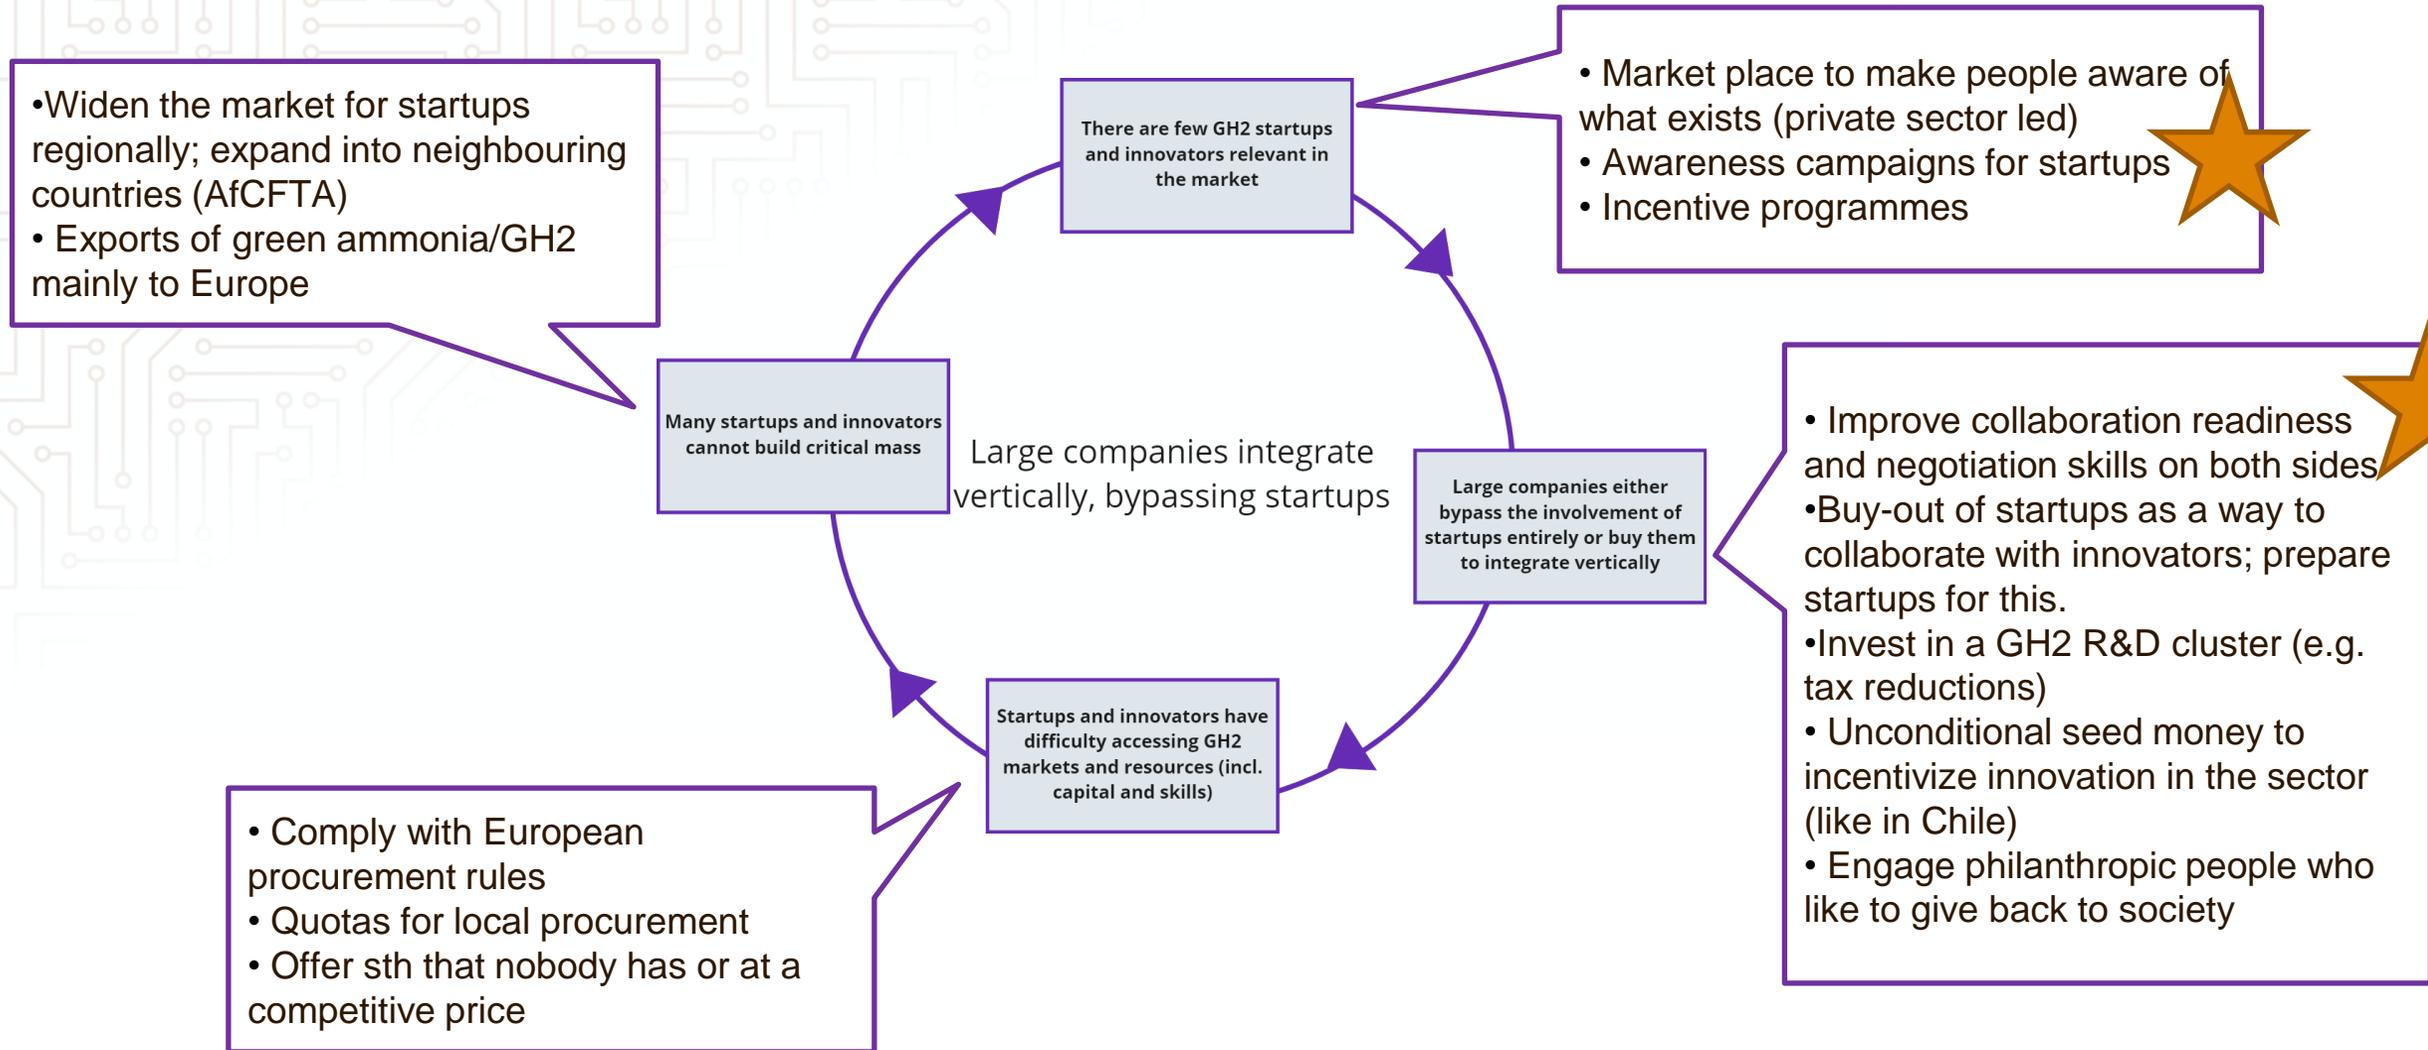 •Widen the market for startups
regionally; expand into neighbouring
countries (AfCFTA)
• Exports of green ammonia/GH2
mainly to Europe
There are few GH2 startups
and innovators relevant in
the market
• Market place to make people aware of
what exists (private sector led)
• Awareness campaigns for startups
• Incentive programmes
Many startups and innovators
cannot build critical mass
Large companies integrate
vertically, bypassing startups
Large companies either
bypass the involvement of
startups entirely or buy them
to integrate vertically
• Improve collaboration readiness
and negotiation skills on both sides
•Buy-out of startups as a way to
collaborate with innovators; prepare
startups for this.
•Invest in a GH2 R&D cluster (e.g.
tax reductions)
• Unconditional seed money to
incentivize innovation in the sector
(like in Chile)
• Engage philanthropic people who
like to give back to society
Startups and innovators have
difficulty accessing GH2
markets and resources (incl.
capital and skills)
• Comply with European
procurement rules
• Quotas for local procurement
• Offer sth that nobody has or at a
competitive price